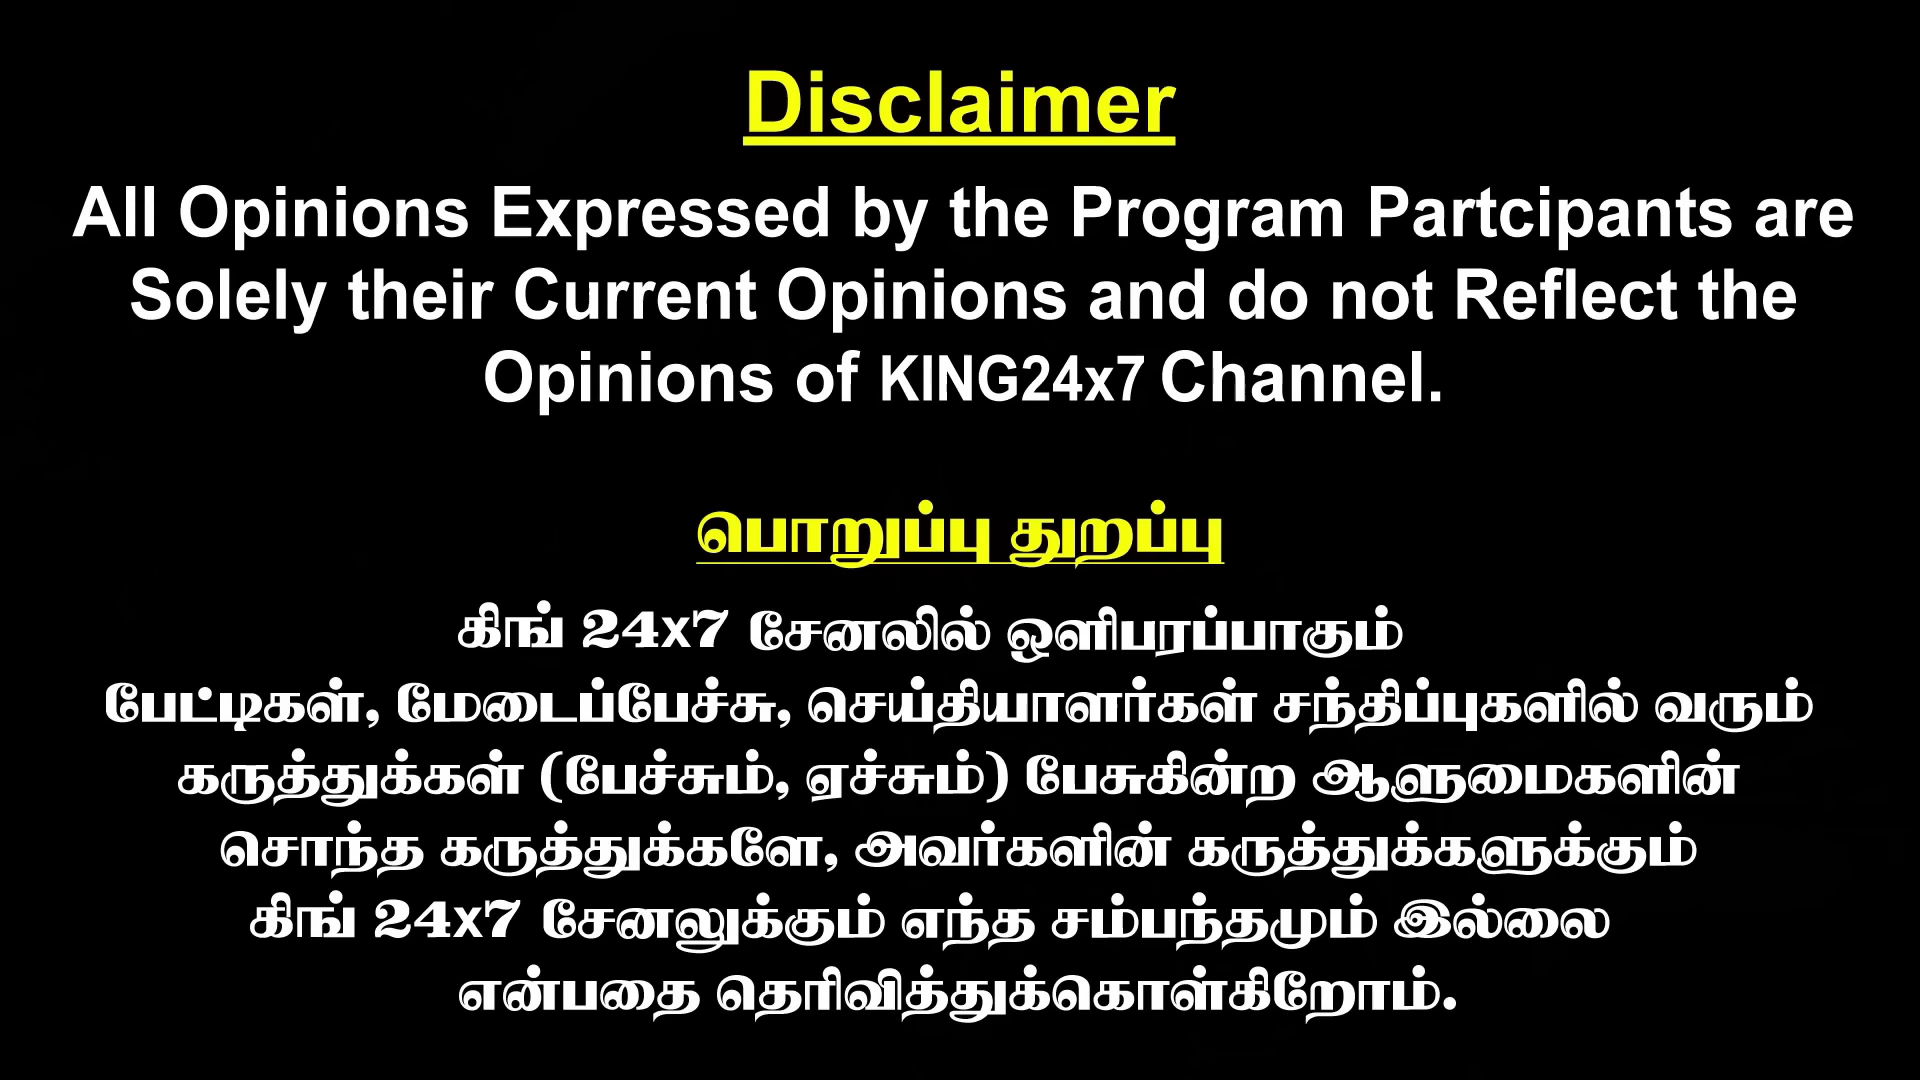 Disclaimer
All Opinions Expressed by the Program Partcipants are
Solely their Current Opinions and do not Reflect the
Opinions of KING24x7 Channel.
பொறுப்பு துறப்பு
கிங் 24x7 சேனலில் ஒளிபரப்பாகும்
பேட்டிகள், மேடைப்பேச்சு, செய்தியாளர்கள் சந்திப்புகளில் வரும்
கருத்துக்கள் (பேச்சும், ஏச்சும்) பேசுகின்ற ஆளுமைகளின்
சொந்த கருத்துக்களே, அவர்களின் கருத்துக்களுக்கும்
கிங் 24x7 சேனலுக்கும் எந்த சம்பந்தமும் இல்லை
என்பதை தெரிவித்துக்கொள்கிறோம்.